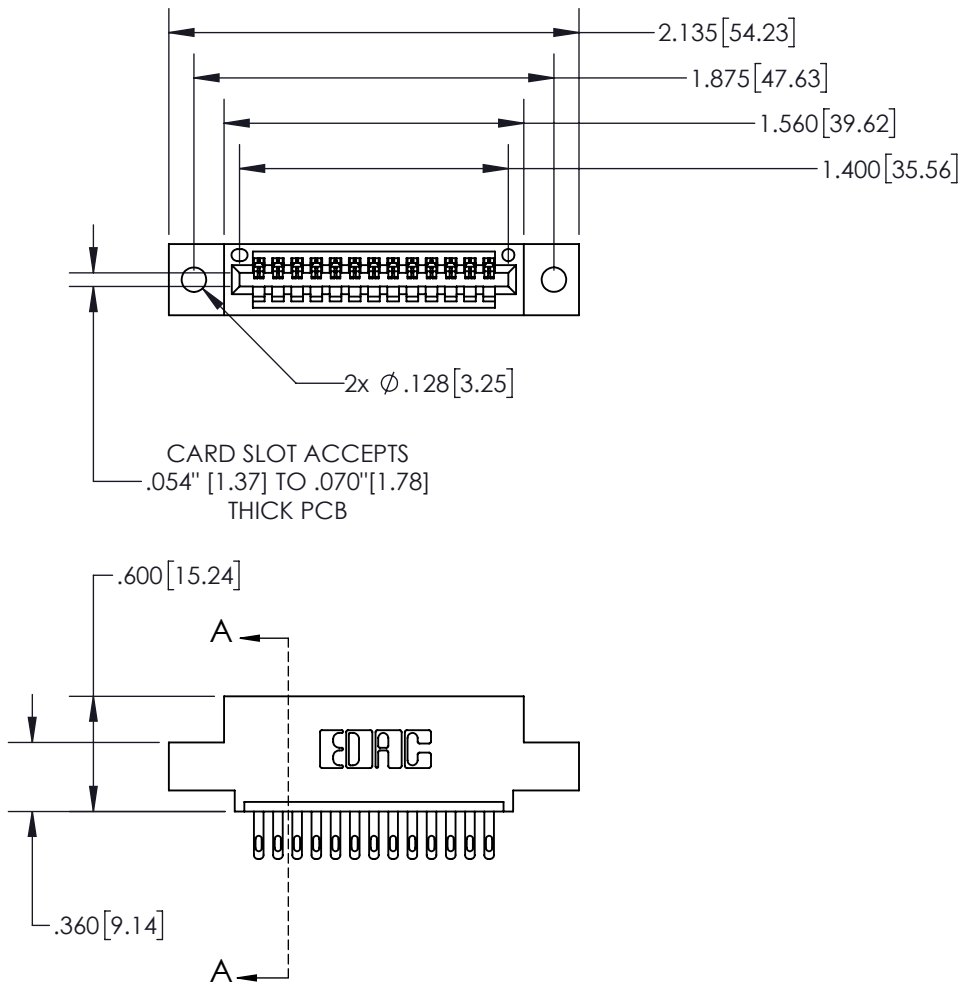 2.135[54.23]
1.875[47.63]
1.560[39.62]
1.400[35.56]
2x Ø.128[3.25]
CARD SLOT ACCEPTS
.054" [1.37] TO .070"[1.78]
THICK PCB
.600[15.24]
A
EDAC
.360[9.14]
A